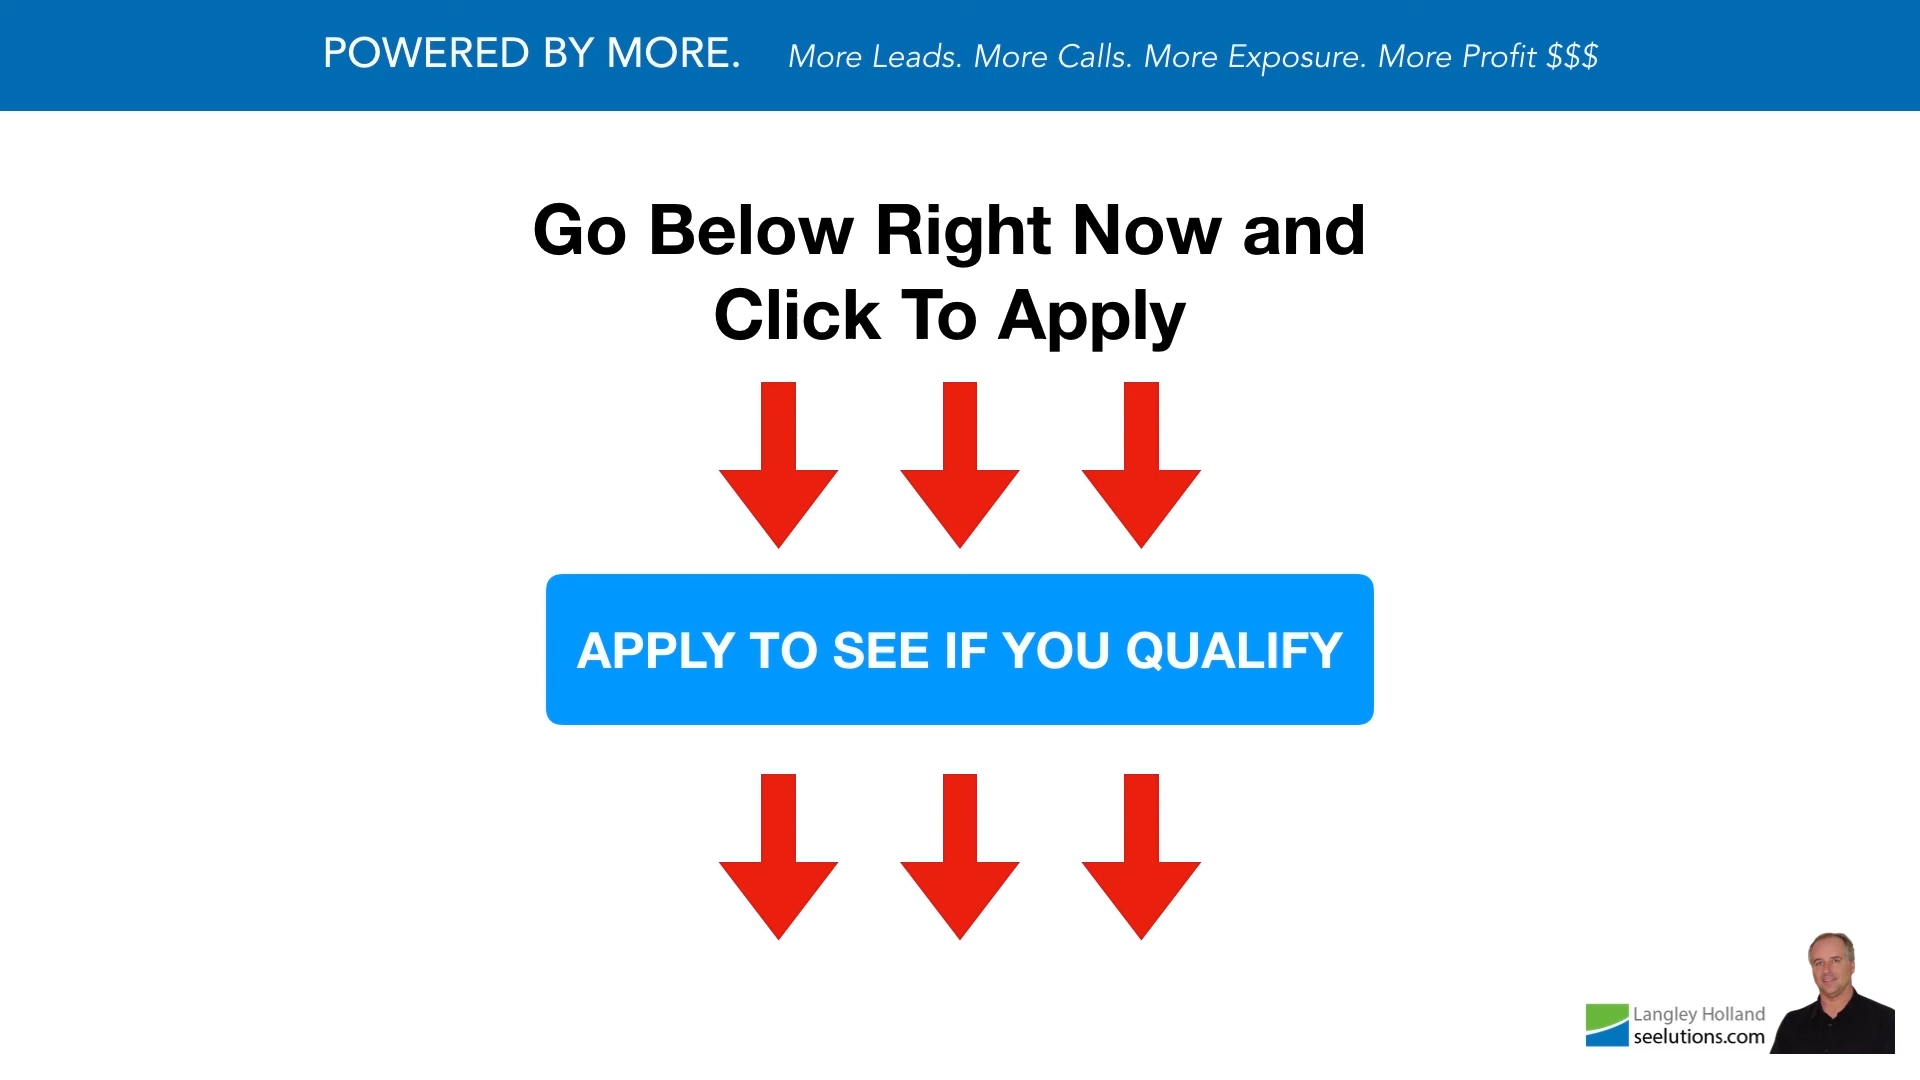 POWERED BY MORE. More Leads. More Calls. More Exposure. More Profit $$$
Go Below Right Now and
Click To Apply
APPLY TO SEE IF YOU QUALIFY
Langley Holland
seelutions.com